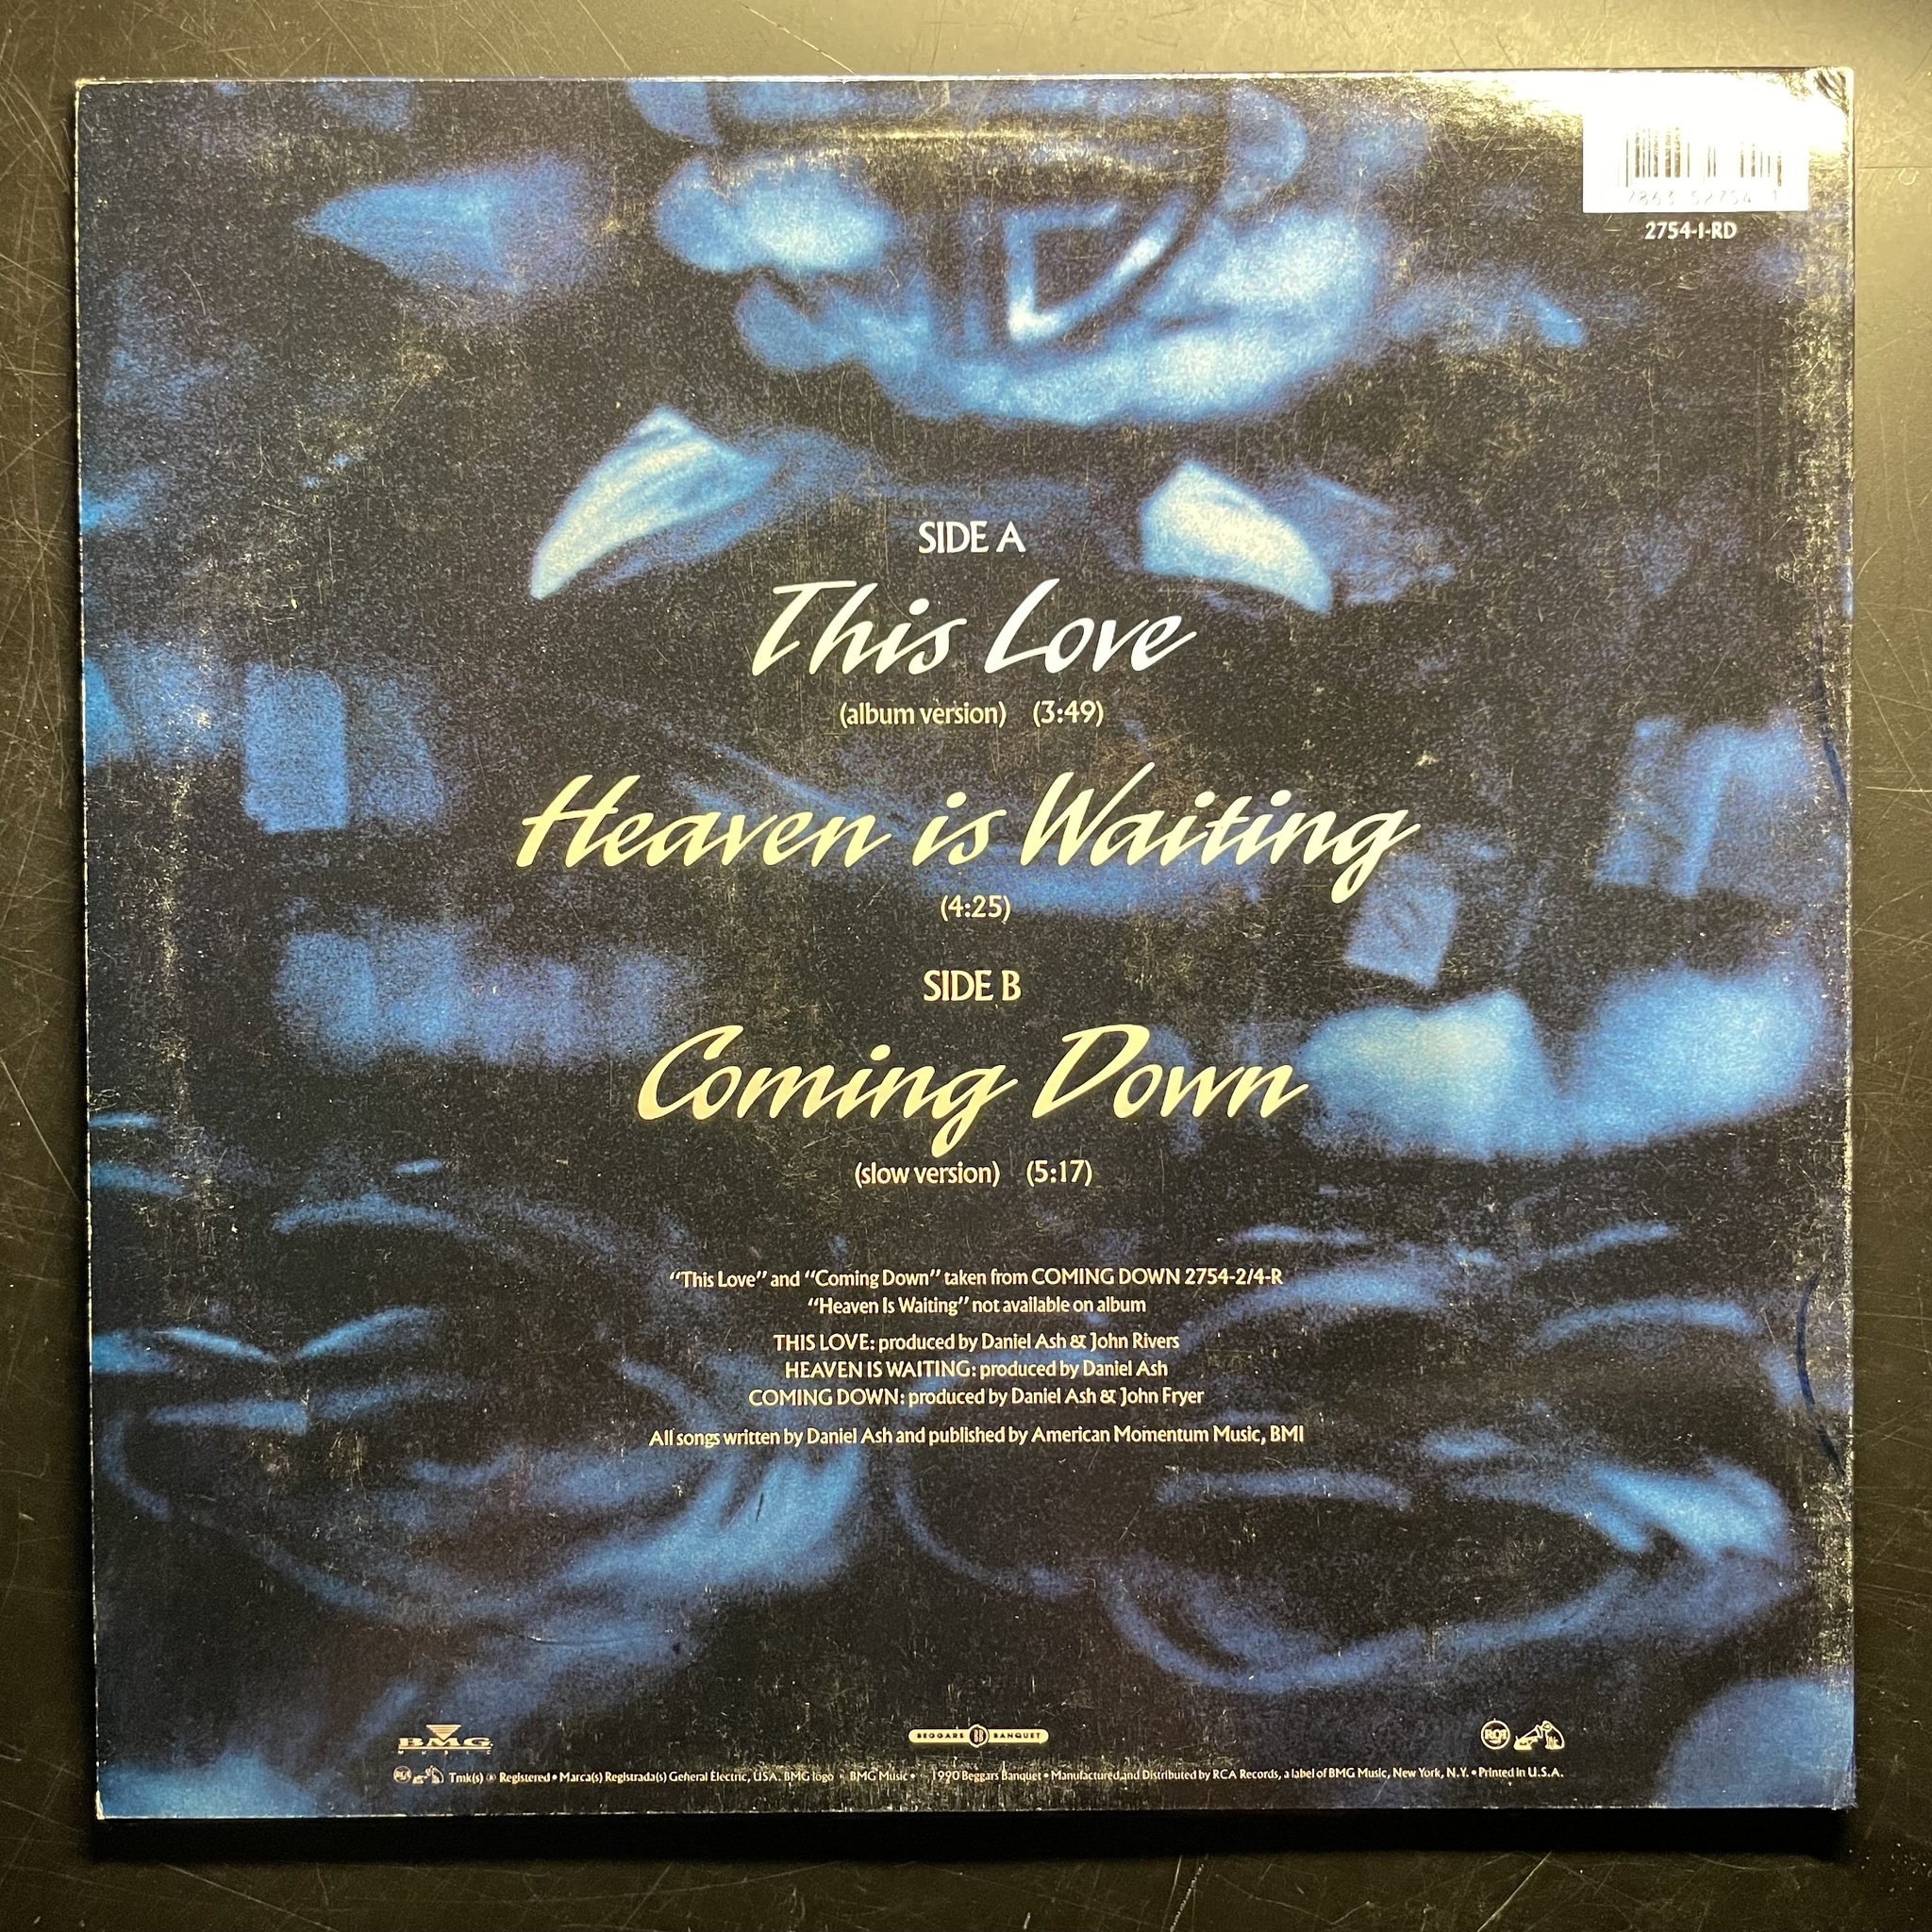 7863 52754 1
2754-1-RD
SIDE A
This Love
(album version) (3:49)
Heaven is Waiting
(4:25)
SIDE B
Coming Down
(slow version) (5:17)
"This Love" and "Coming Down" taken from COMING DOWN 2754-2/4-R
"Heaven Is Waiting" not available on album
THIS LOVE: produced by Daniel Ash & John Rivers
HEAVEN IS WAITING: produced by Daniel Ash
COMING DOWN: produced by Daniel Ash & John Fryer
All songs written by Daniel Ash and published by American Momentum Music, BMI
BMG
MUSIC
BEGGARS BB BANQUET
RCA
Tmk(s) ® Registered • Marca(s) Registrada(s) General Electric, USA. BMG logo • BMG Music • 1990 Beggars Banquet • Manufactured and Distributed by RCA Records, a label of BMG Music, New York, N.Y. • Printed in U.S.A.